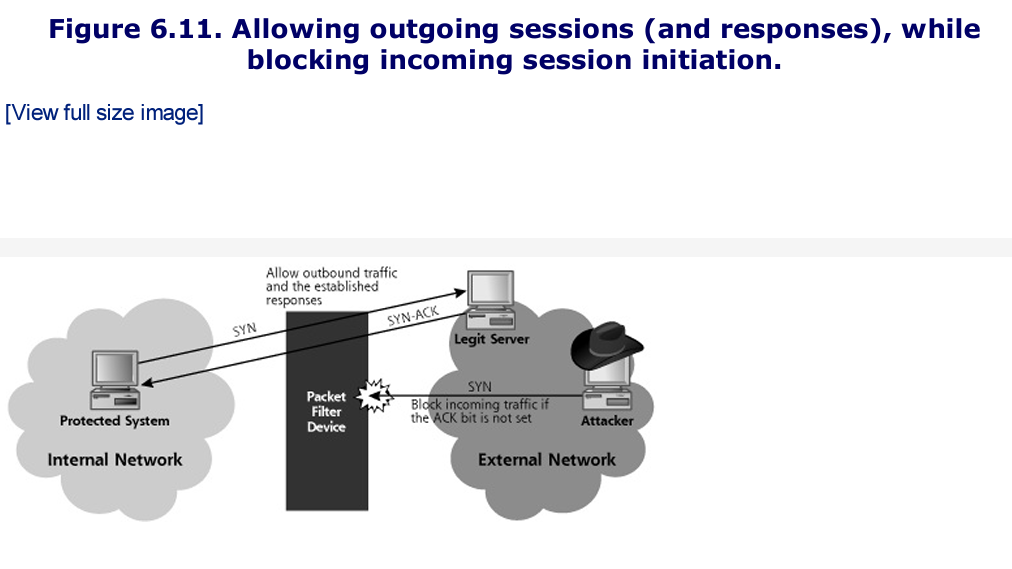 Figure 6.11. Allowing outgoing sessions (and responses), while
blocking incoming session initiation.
[View full size image]
Allow outbound traffic
and the established
responses
SYN
SYN-ACK
Legit Server
Protected System
Internal Network
Packet
Filter
Device
SYN
Block incoming traffic if
the ACK bit is not set
Attacker
External Network